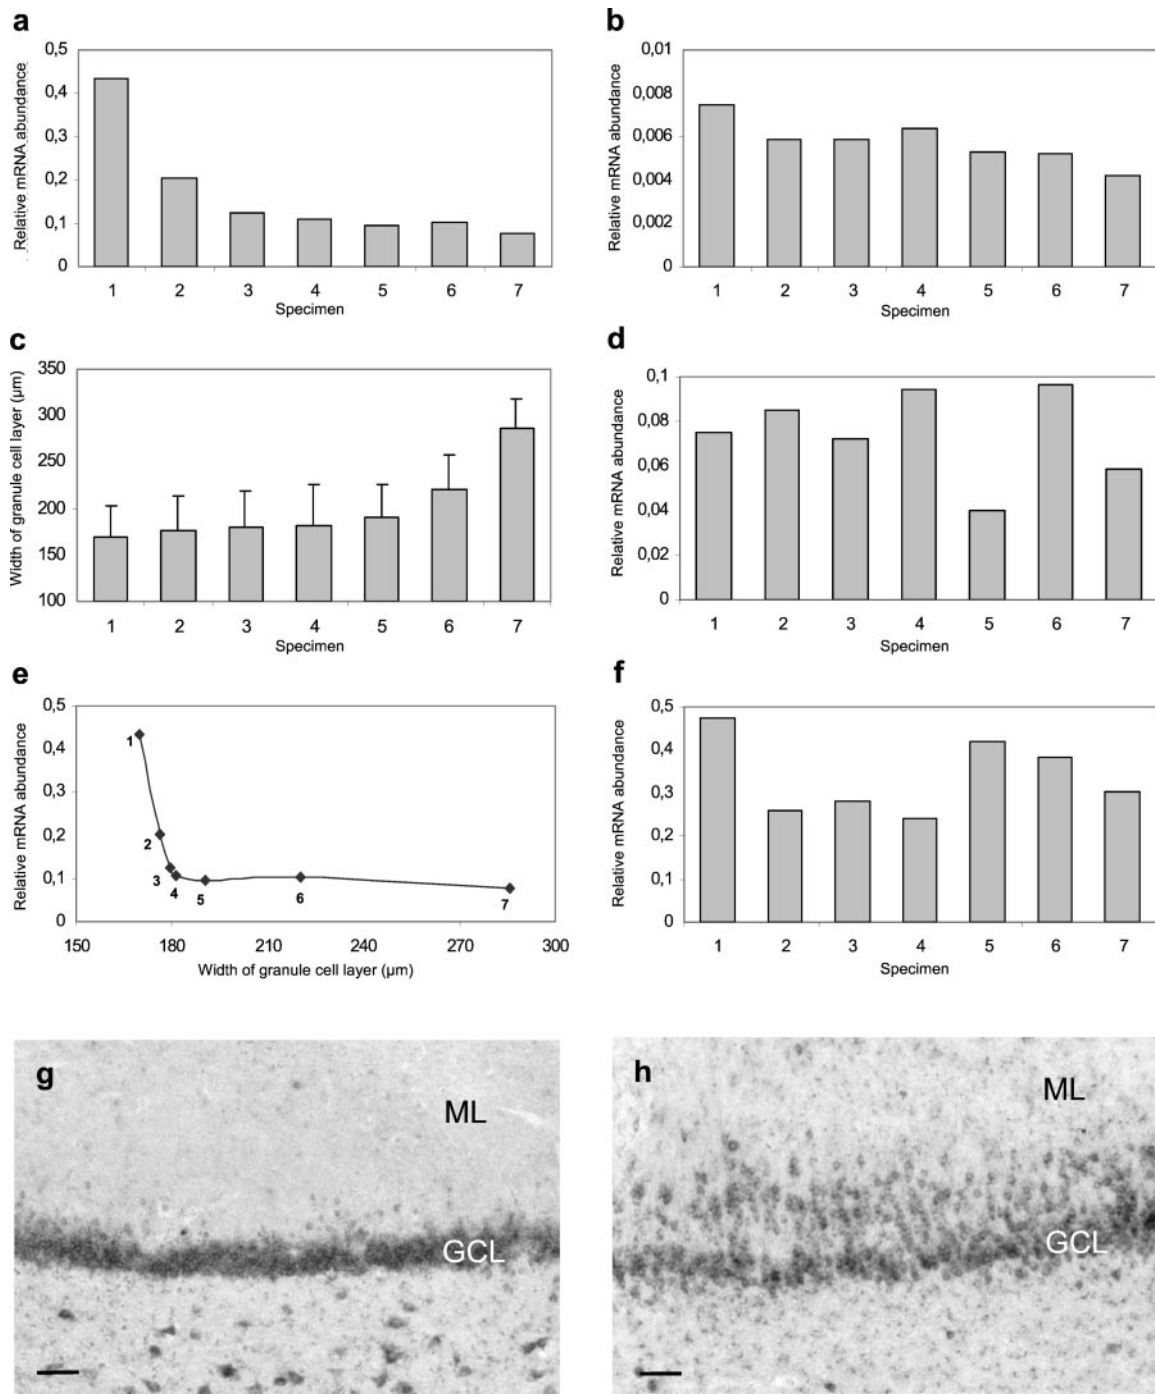 a
0,5
0,4
0,3
0,2
0,1
0
Relative mRNA abundance
1 2 3 4 5 6 7
Specimen
b
0,01
0,008
0,006
0,004
0,002
0
Relative mRNA abundance
1 2 3 4 5 6 7
Specimen
c
350
300
250
200
150
100
Width of granule cell layer (µm)
1 2 3 4 5 6 7
Specimen
d
0,1
0,08
0,06
0,04
0,02
0
Relative mRNA abundance
1 2 3 4 5 6 7
Specimen
e
0,5
0,4
0,3
0,2
0,1
0
Relative mRNA abundance
1
2
3
4
5
6
7
150 180 210 240 270 300
Width of granule cell layer (µm)
f
0,5
0,4
0,3
0,2
0,1
0
Relative mRNA abundance
1 2 3 4 5 6 7
Specimen
g
ML
GCL
h
ML
GCL